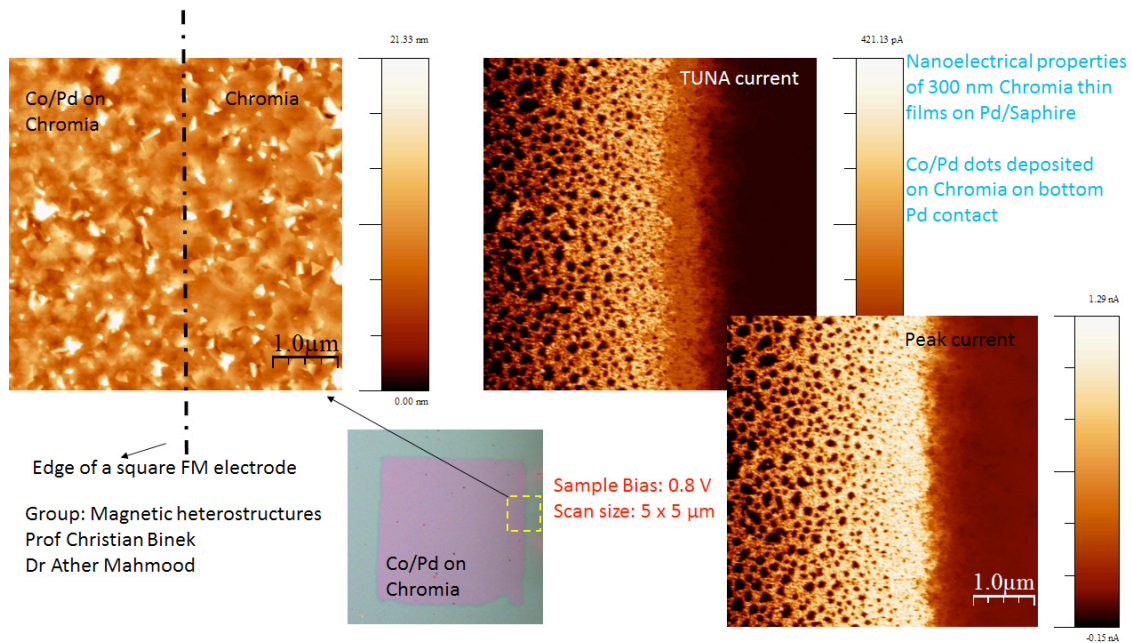 21.33 nm
Co/Pd on
Chromia
Chromia
1.0µm
0.00 nm
TUNA current
421.13 pA
Nanoelectrical properties
of 300 nm Chromia thin
films on Pd/Saphire
Co/Pd dots deposited
on Chromia on bottom
Pd contact
1.29 nA
Peak current
1.0µm
-0.15 nA
Edge of a square FM electrode
Group: Magnetic heterostructures
Prof Christian Binek
Dr Ather Mahmood
Co/Pd on
Chromia
Sample Bias: 0.8 V
Scan size: 5 x 5 µm